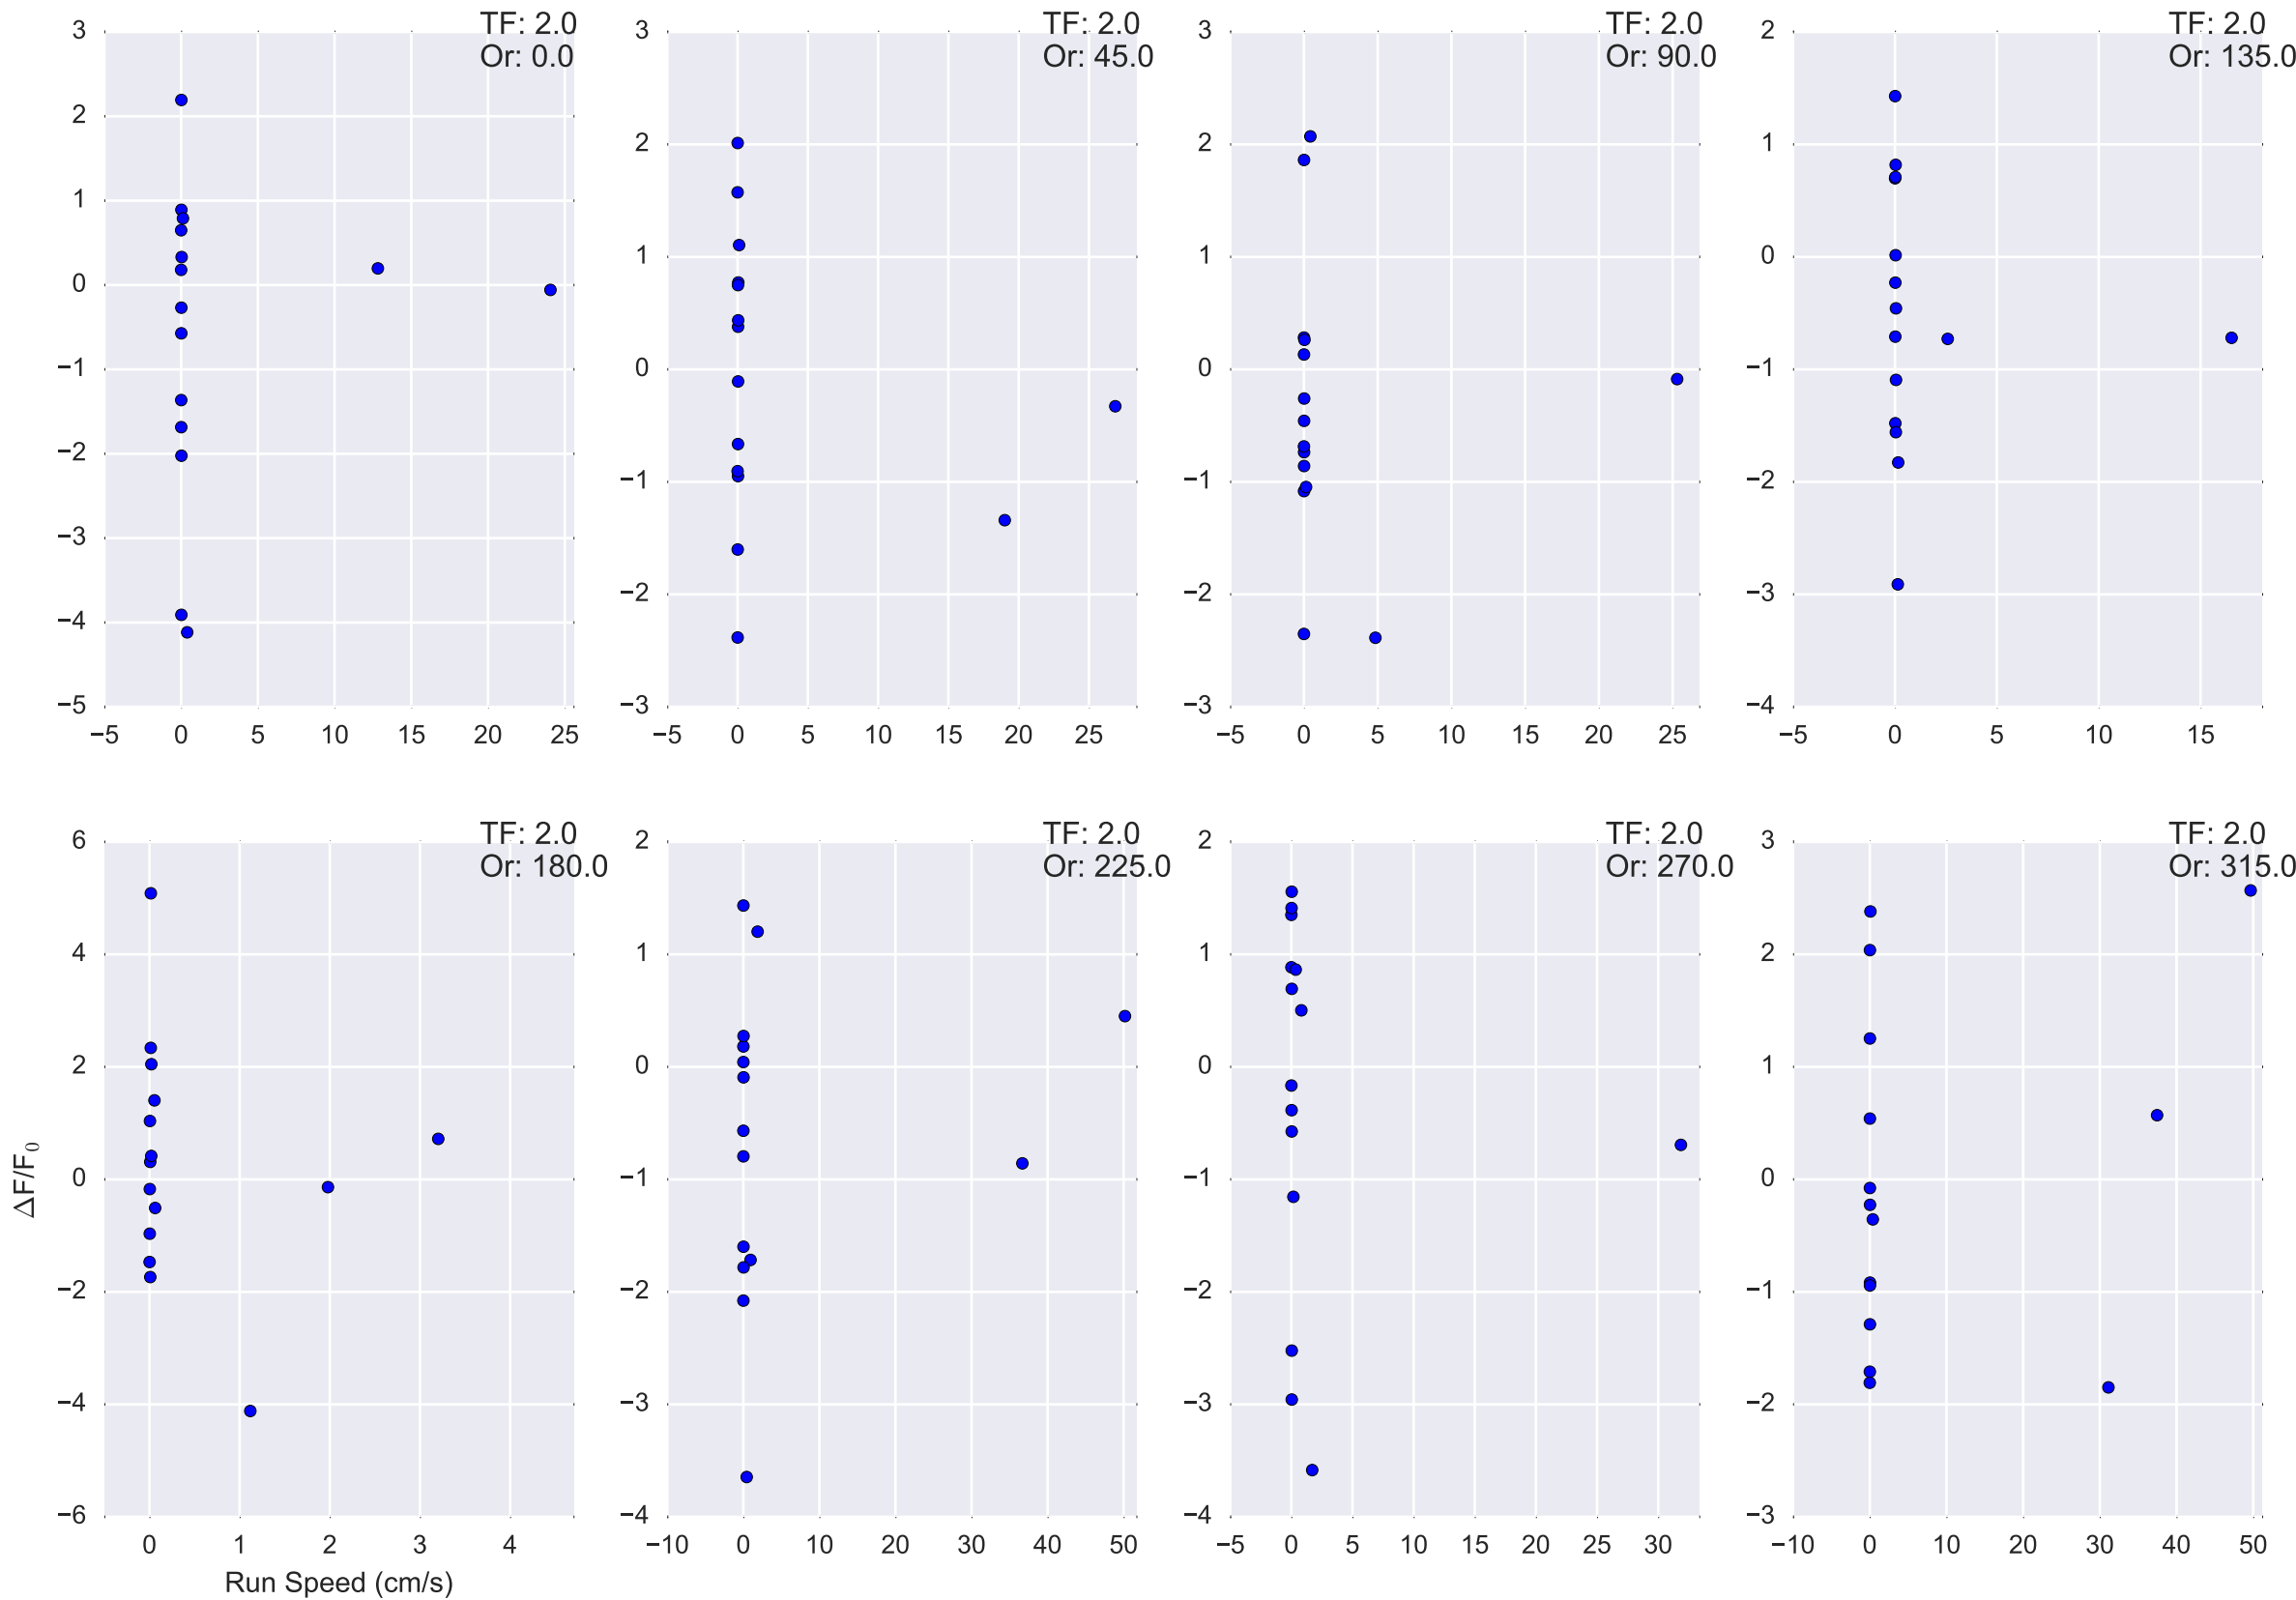 TF: 2.0
Or: 0.0
3
2
1
0
−1
−2
−3
−4
−5
−5 0 5 10 15 20 25
TF: 2.0
Or: 45.0
3
2
1
0
−1
−2
−3
−5 0 5 10 15 20 25
TF: 2.0
Or: 90.0
3
2
1
0
−1
−2
−3
−5 0 5 10 15 20 25
TF: 2.0
Or: 135.0
2
1
0
−1
−2
−3
−4
−5 0 5 10 15
TF: 2.0
Or: 180.0
6
4
2
0
−2
−4
−6
0 1 2 3 4
Run Speed (cm/s)
ΔF/F₀
TF: 2.0
Or: 225.0
2
1
0
−1
−2
−3
−4
−10 0 10 20 30 40 50
TF: 2.0
Or: 270.0
2
1
0
−1
−2
−3
−4
−5 0 5 10 15 20 25 30
TF: 2.0
Or: 315.0
3
2
1
0
−1
−2
−3
−10 0 10 20 30 40 50